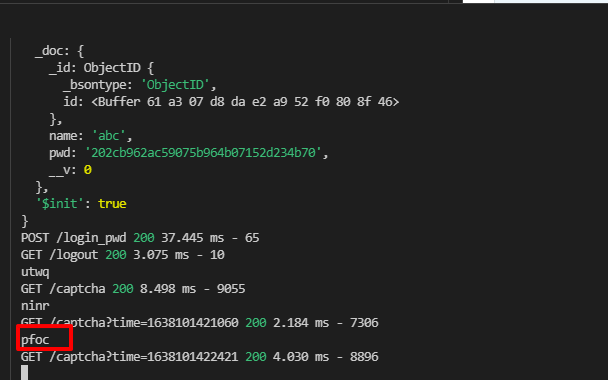 _doc: {
_id: ObjectID {
_bsontype: 'ObjectID',
id: <Buffer 61 a3 07 d8 da e2 a9 52 f0 80 8f 46>
},
name: 'abc',
pwd: '202cb962ac59075b964b07152d234b70',
__v: 0
},
'$init': true
}
POST /login_pwd 200 37.445 ms - 65
GET /logout 200 3.075 ms - 10
utwq
GET /captcha 200 8.498 ms - 9055
ninr
GET /captcha?time=1638101421060 200 2.184 ms - 7306
pfoc
GET /captcha?time=1638101422421 200 4.030 ms - 8896